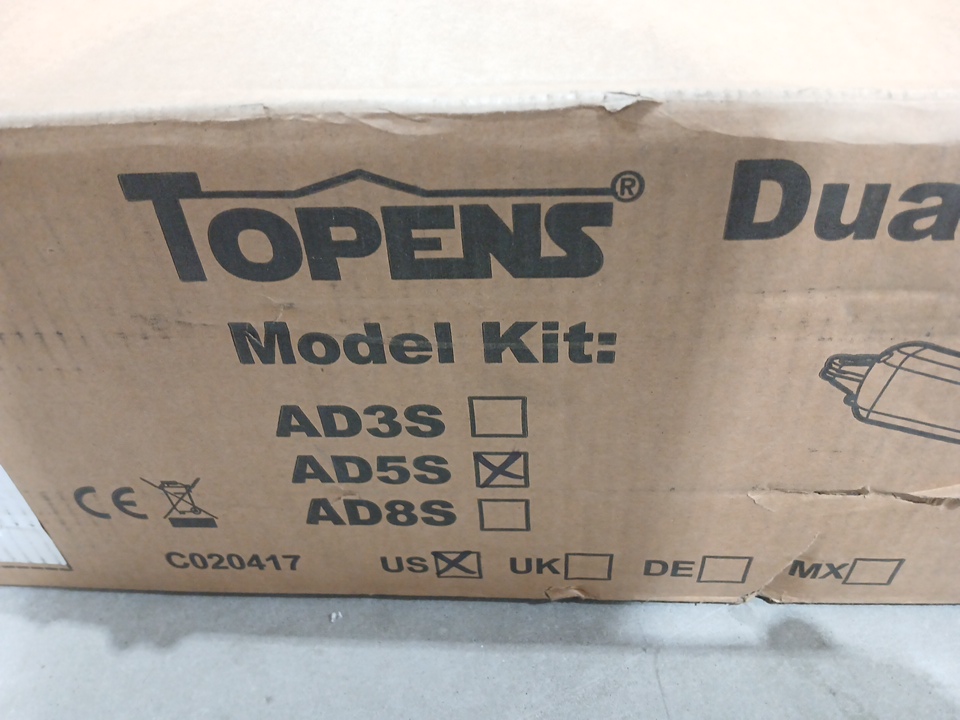 TOPENS®
Dua
Model Kit:
AD3S
AD5S
AD8S
CE
C020417 US UK DE MX